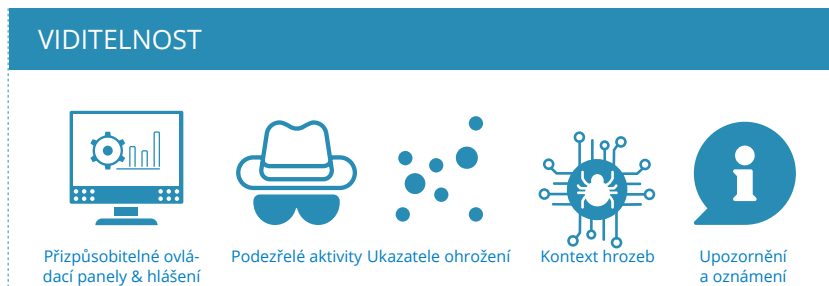 VIDITELNOST
Přizpůsobitelné ovlá-
dací panely & hlášení
Podezřelé aktivity
Ukazatele ohrožení
Kontext hrozeb
Upozornění
a oznámení